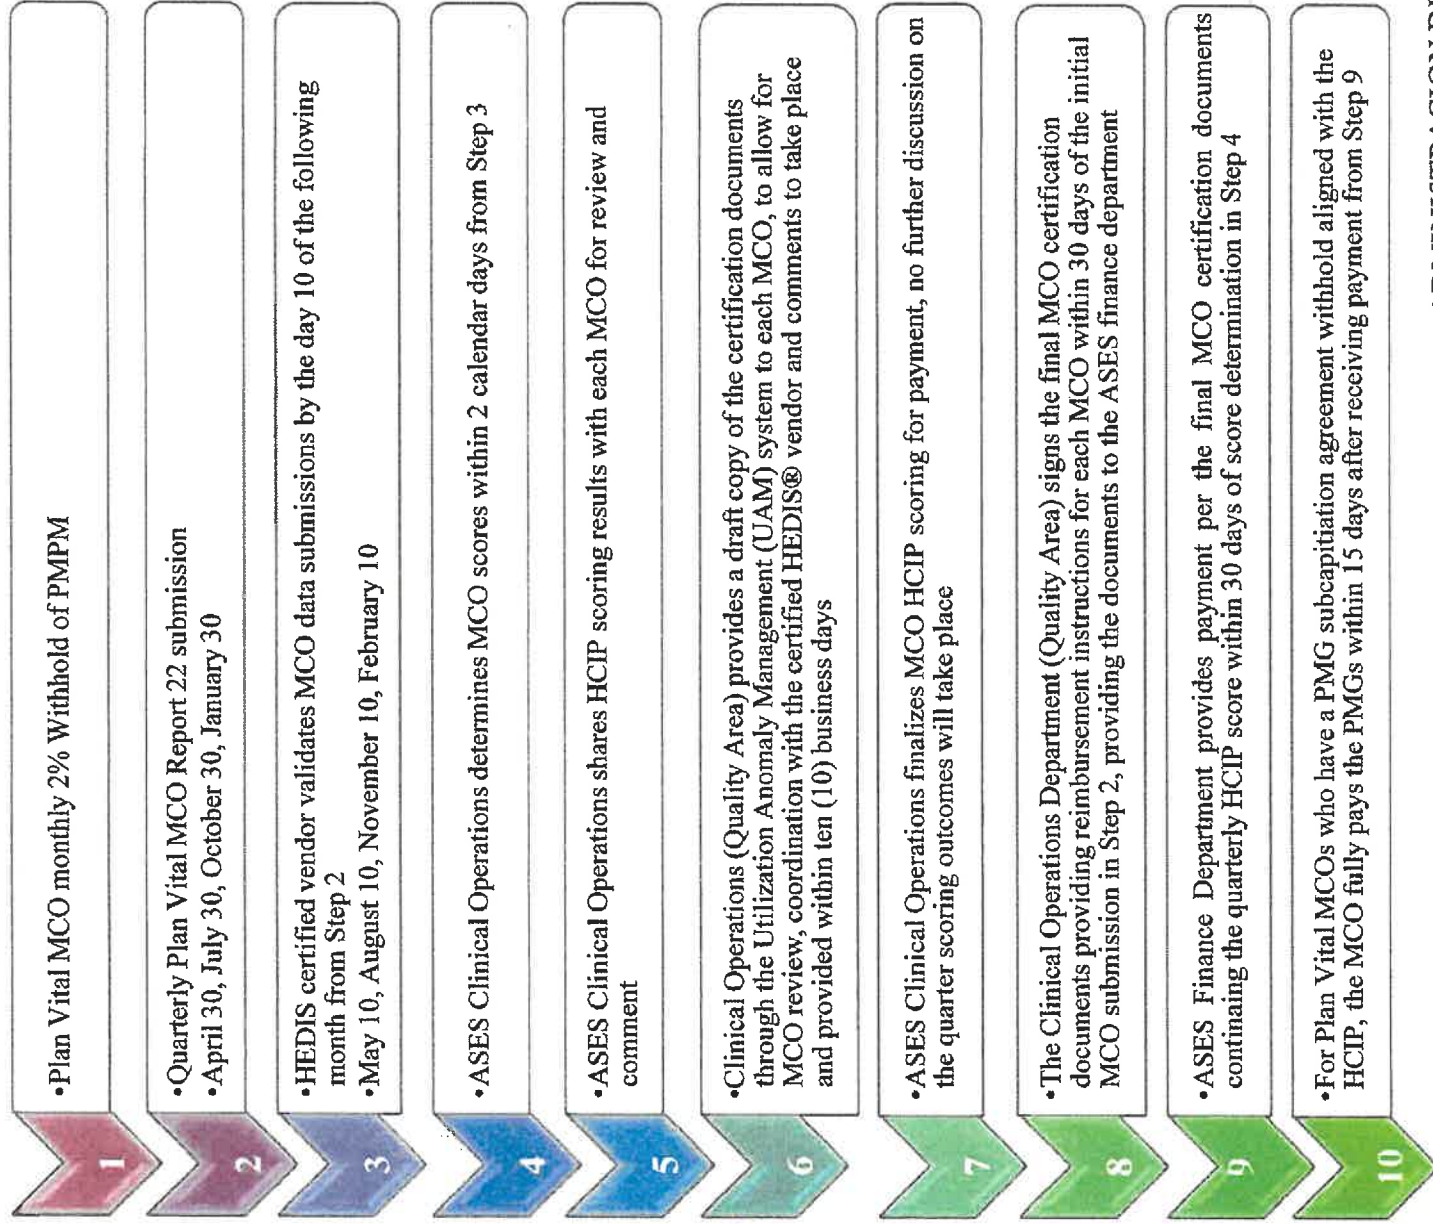 1
•Plan Vital MCO monthly 2% Withhold of PMPM
2
•Quarterly Plan Vital MCO Report 22 submission
•April 30, July 30, October 30, January 30
3
•HEDIS certified vendor validates MCO data submissions by the day 10 of the following
month from Step 2
•May 10, August 10, November 10, February 10
4
•ASES Clinical Operations determines MCO scores within 2 calendar days from Step 3
5
•ASES Clinical Operations shares HCIP scoring results with each MCO for review and
comment
6
•Clinical Operations (Quality Area) provides a draft copy of the certification documents
through the Utilization Anomaly Management (UAM) system to each MCO, to allow for
MCO review, coordination with the certified HEDIS® vendor and comments to take place
and provided within ten (10) business days
7
•ASES Clinical Operations finalizes MCO HCIP scoring for payment, no further discussion on
the quarter scoring outcomes will take place
8
•The Clinical Operations Department (Quality Area) signs the final MCO certification
documents providing reimbursement instructions for each MCO within 30 days of the initial
MCO submission in Step 2, providing the documents to the ASES finance department
9
•ASES Finance Department provides payment per the final MCO certification documents
continaing the quarterly HCIP score within 30 days of score determination in Step 4
10
•For Plan Vital MCOs who have a PMG subcapitiation agreement withhold aligned with the
HCIP, the MCO fully pays the PMGs within 15 days after receiving payment from Step 9